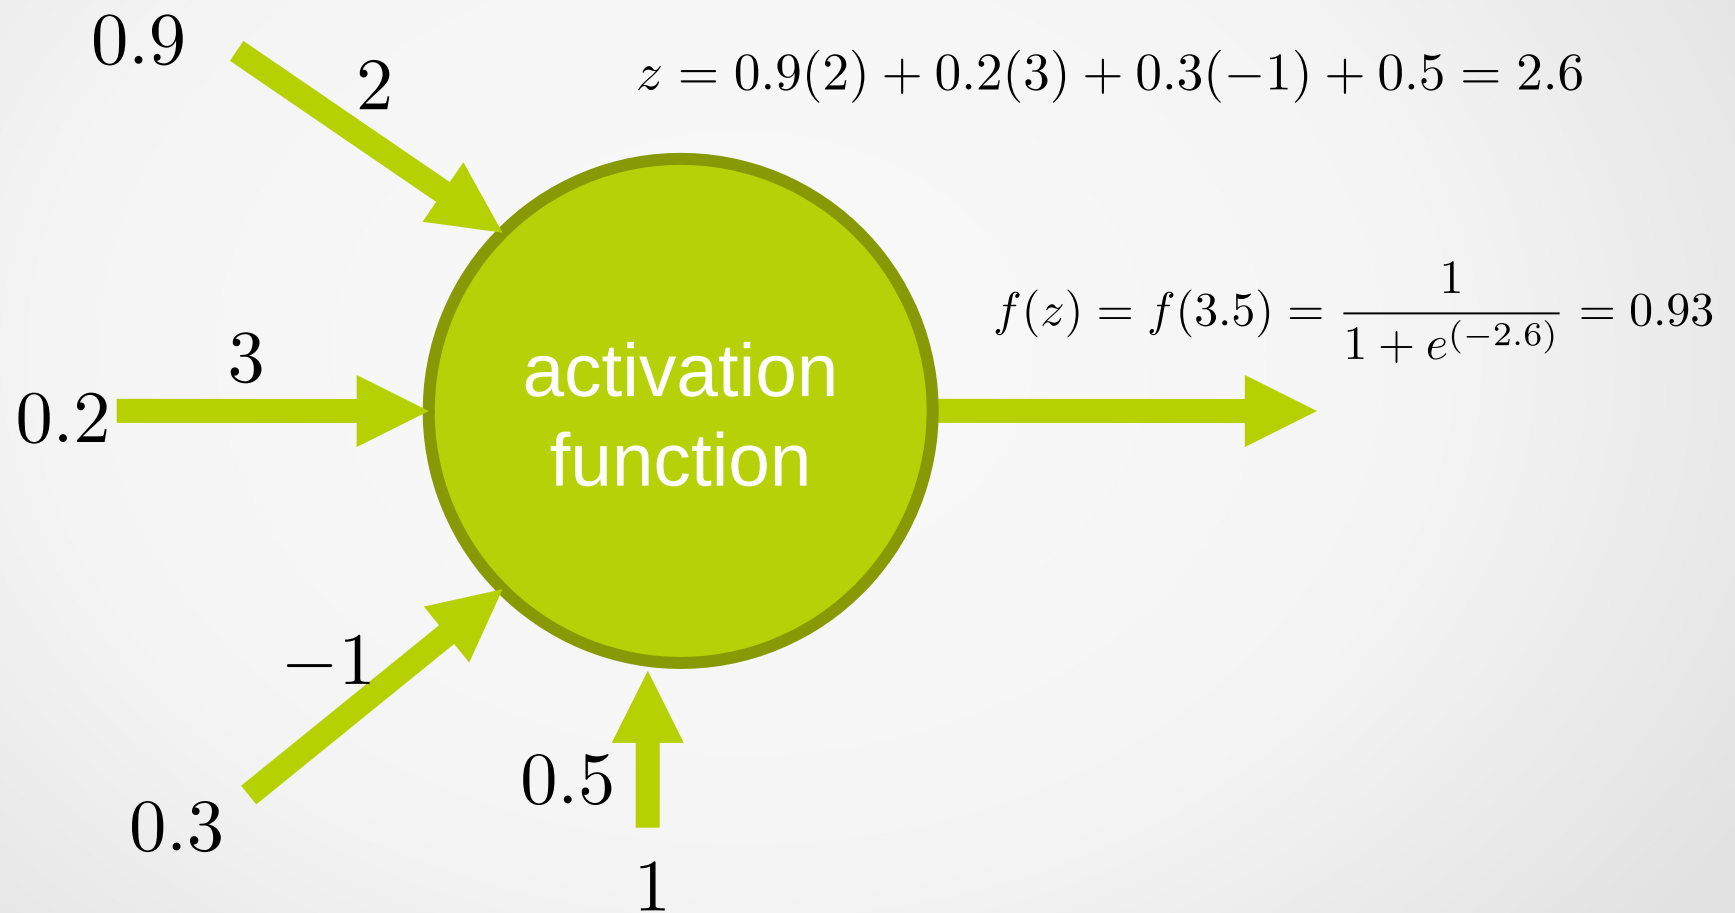 0.9
2
z = 0.9(2) + 0.2(3) + 0.3(−1) + 0.5 = 2.6
f(z) = f(3.5) = 1 / (1 + e^(−2.6)) = 0.93
3
0.2
activation
function
−1
0.3
0.5
1